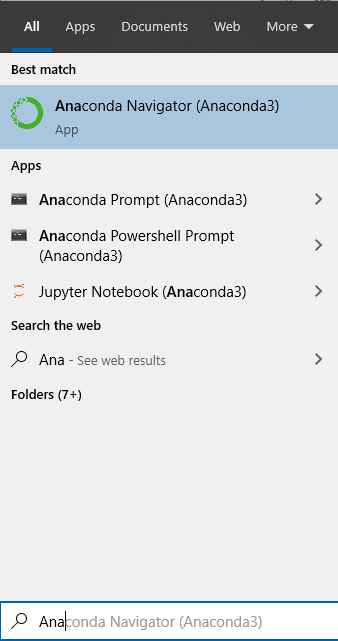 All Apps Documents Web More
Best match
Anaconda Navigator (Anaconda3)
App
Apps
Anaconda Prompt (Anaconda3)
Anaconda Powershell Prompt
(Anaconda3)
Jupyter Notebook (Anaconda3)
Search the web
Ana - See web results
Folders (7+)
Anaconda Navigator (Anaconda3)